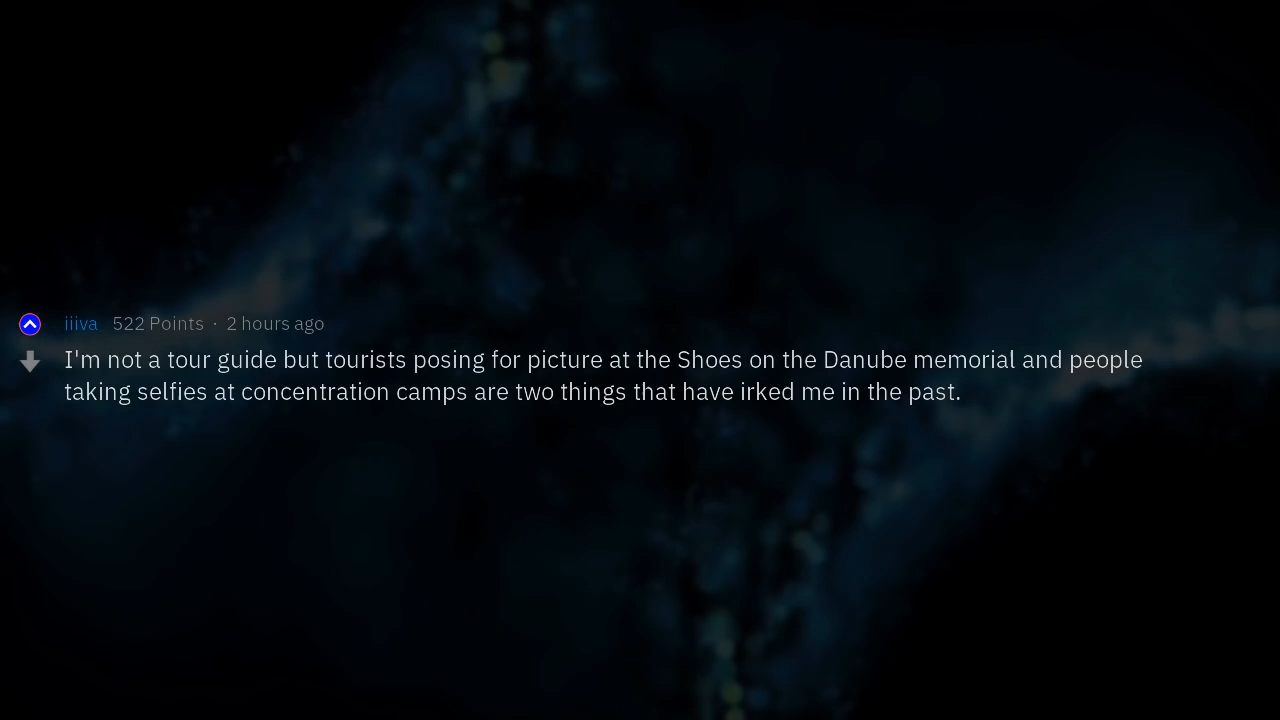 iiiva 522 Points · 2 hours ago
I'm not a tour guide but tourists posing for picture at the Shoes on the Danube memorial and people
taking selfies at concentration camps are two things that have irked me in the past.